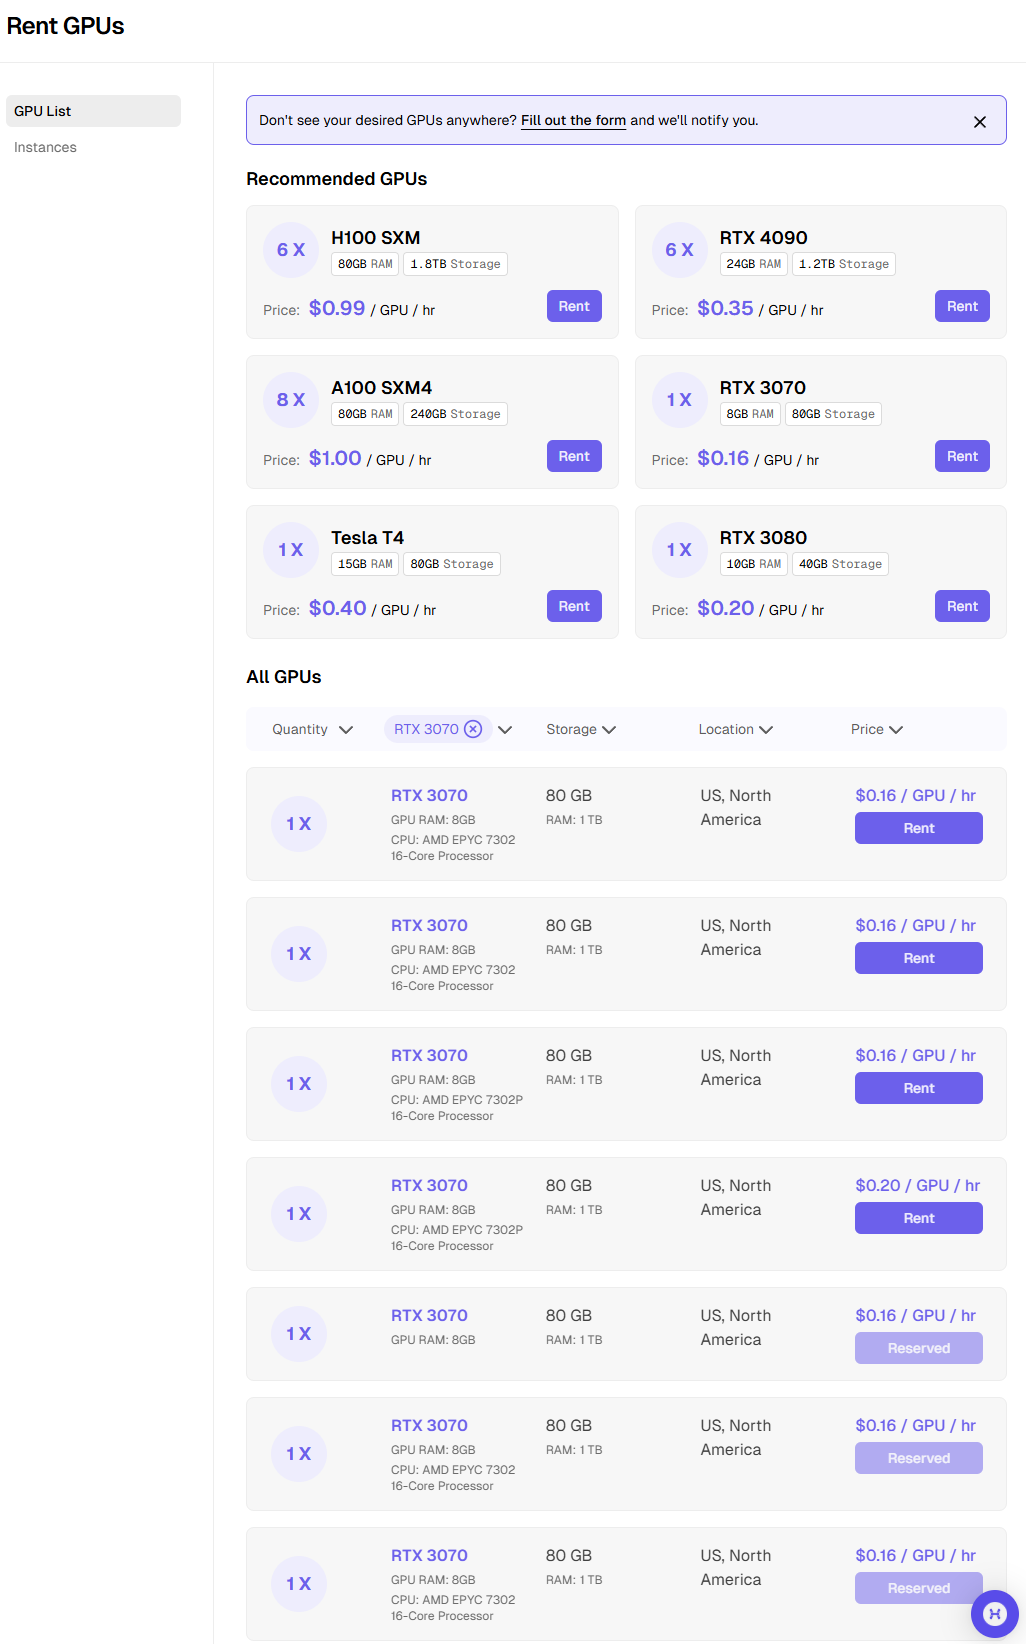 Rent GPUs
GPU List
Instances
Don't see your desired GPUs anywhere? Fill out the form and we'll notify you.
Recommended GPUs
6 X
H100 SXM
80GB RAM 1.8TB Storage
Price: $0.99 / GPU / hr
Rent
6 X
RTX 4090
24GB RAM 1.2TB Storage
Price: $0.35 / GPU / hr
Rent
8 X
A100 SXM4
80GB RAM 240GB Storage
Price: $1.00 / GPU / hr
Rent
1 X
RTX 3070
8GB RAM 80GB Storage
Price: $0.16 / GPU / hr
Rent
1 X
Tesla T4
15GB RAM 80GB Storage
Price: $0.40 / GPU / hr
Rent
1 X
RTX 3080
10GB RAM 40GB Storage
Price: $0.20 / GPU / hr
Rent
All GPUs
Quantity RTX 3070 Storage Location Price
1 X
RTX 3070
GPU RAM: 8GB
CPU: AMD EPYC 7302
16-Core Processor
80 GB
RAM: 1 TB
US, North
America
$0.16 / GPU / hr
Rent
1 X
RTX 3070
GPU RAM: 8GB
CPU: AMD EPYC 7302
16-Core Processor
80 GB
RAM: 1 TB
US, North
America
$0.16 / GPU / hr
Rent
1 X
RTX 3070
GPU RAM: 8GB
CPU: AMD EPYC 7302P
16-Core Processor
80 GB
RAM: 1 TB
US, North
America
$0.16 / GPU / hr
Rent
1 X
RTX 3070
GPU RAM: 8GB
CPU: AMD EPYC 7302P
16-Core Processor
80 GB
RAM: 1 TB
US, North
America
$0.20 / GPU / hr
Rent
1 X
RTX 3070
GPU RAM: 8GB
80 GB
RAM: 1 TB
US, North
America
$0.16 / GPU / hr
Reserved
1 X
RTX 3070
GPU RAM: 8GB
CPU: AMD EPYC 7302
16-Core Processor
80 GB
RAM: 1 TB
US, North
America
$0.16 / GPU / hr
Reserved
1 X
RTX 3070
GPU RAM: 8GB
CPU: AMD EPYC 7302
16-Core Processor
80 GB
RAM: 1 TB
US, North
America
$0.16 / GPU / hr
Reserved